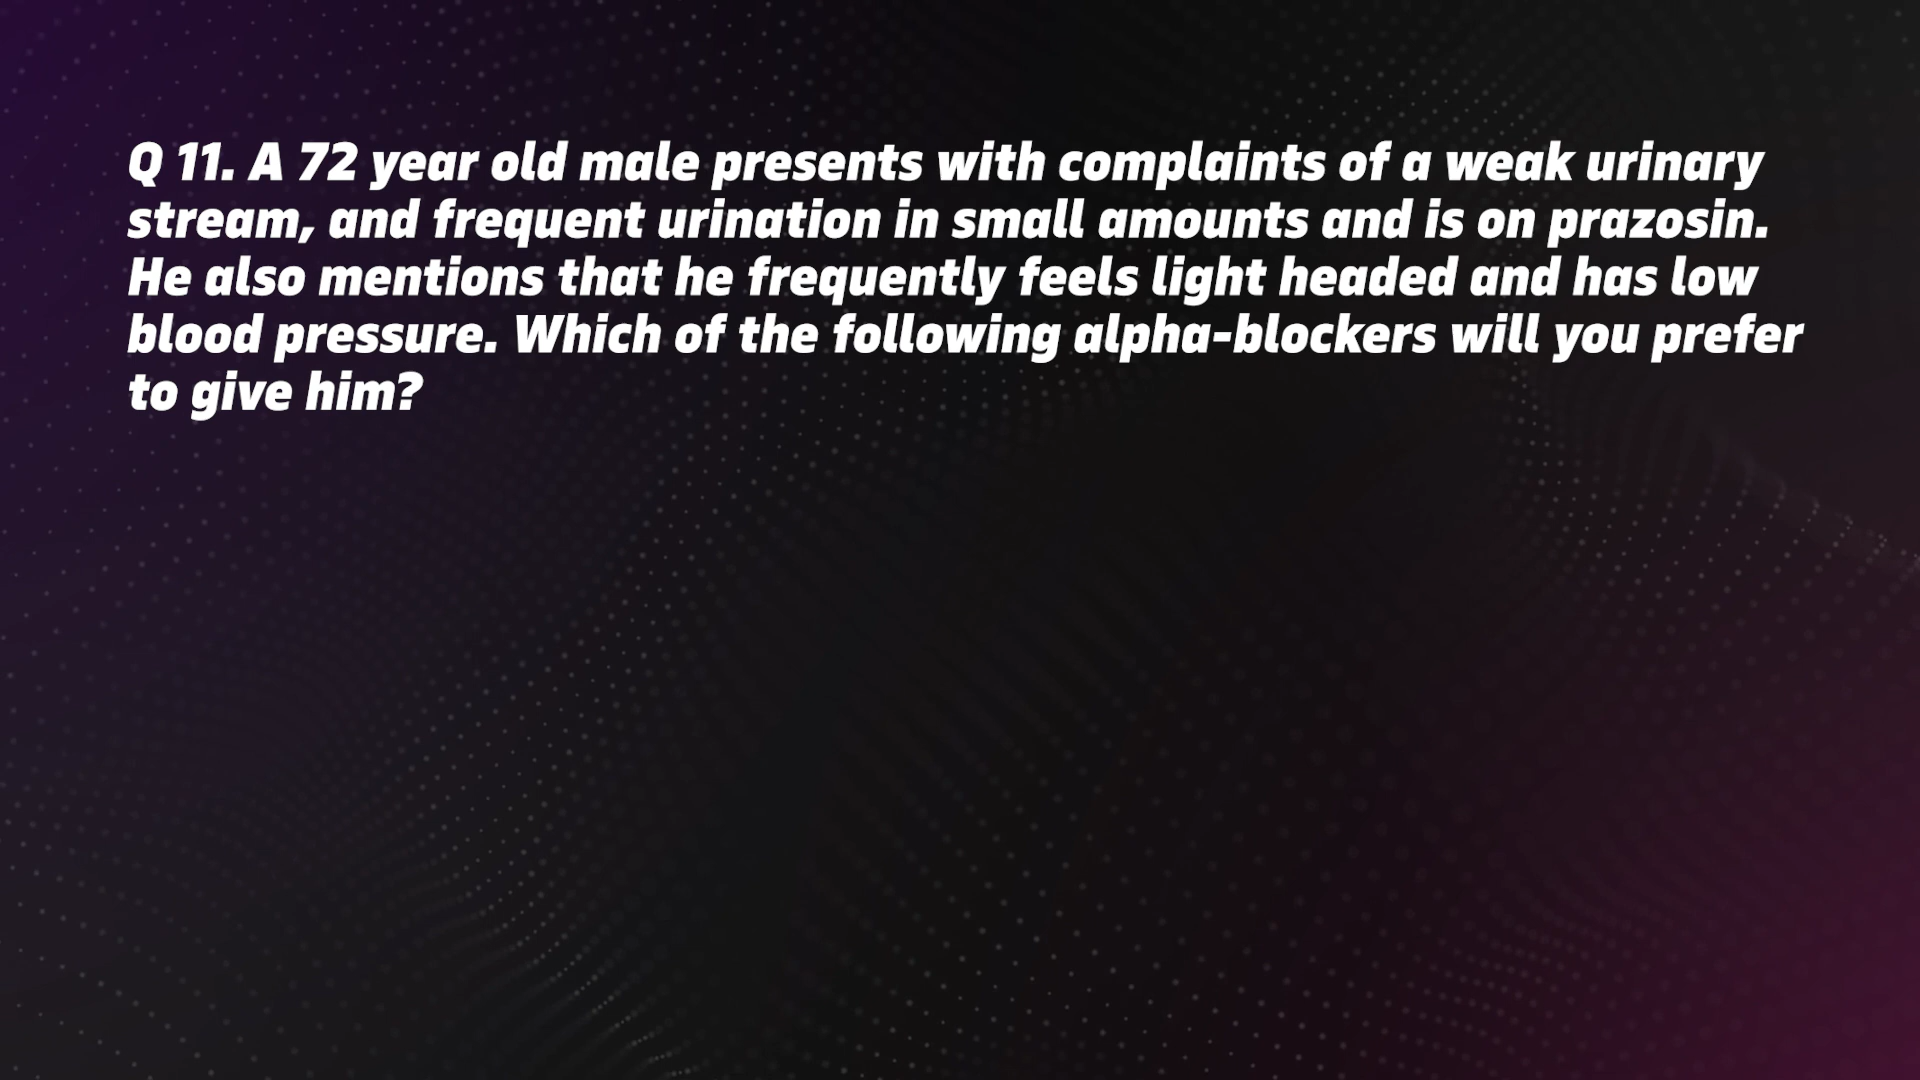 Q 11. A 72 year old male presents with complaints of a weak urinary
stream, and frequent urination in small amounts and is on prazosin.
He also mentions that he frequently feels light headed and has low
blood pressure. Which of the following alpha-blockers will you prefer
to give him?